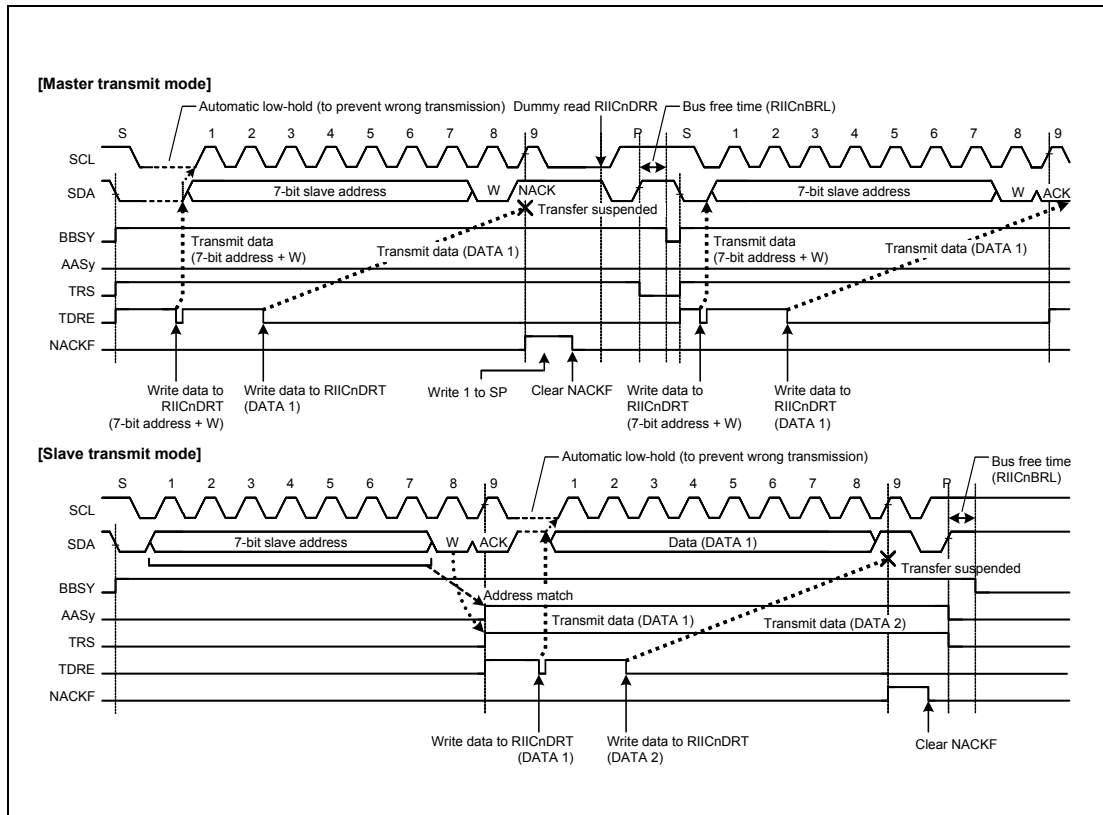 [Master transmit mode]
Automatic low-hold (to prevent wrong transmission) Dummy read RIICnDRR Bus free time (RIICnBRL)
S 1 2 3 4 5 6 7 8 9 P S 1 2 3 4 5 6 7 8 9
SCL
SDA 7-bit slave address W NACK 7-bit slave address W ACK
Transfer suspended
BBSY
Transmit data
(7-bit address + W)
Transmit data (DATA 1)
Transmit data
(7-bit address + W)
Transmit data (DATA 1)
AASy
TRS
TDRE
NACKF
Write data to
RIICnDRT
(7-bit address + W)
Write data to RIICnDRT
(DATA 1)
Write 1 to SP
Clear NACKF
Write data to
RIICnDRT
(7-bit address + W)
Write data to
RIICnDRT
(DATA 1)
[Slave transmit mode]
Automatic low-hold (to prevent wrong transmission)
Bus free time
(RIICnBRL)
S 1 2 3 4 5 6 7 8 9 1 2 3 4 5 6 7 8 9 P
SCL
SDA 7-bit slave address W ACK Data (DATA 1)
Transfer suspended
BBSY
Address match
AASy
Transmit data (DATA 1) Transmit data (DATA 2)
TRS
TDRE
NACKF
Write data to RIICnDRT
(DATA 1)
Write data to RIICnDRT
(DATA 2)
Clear NACKF